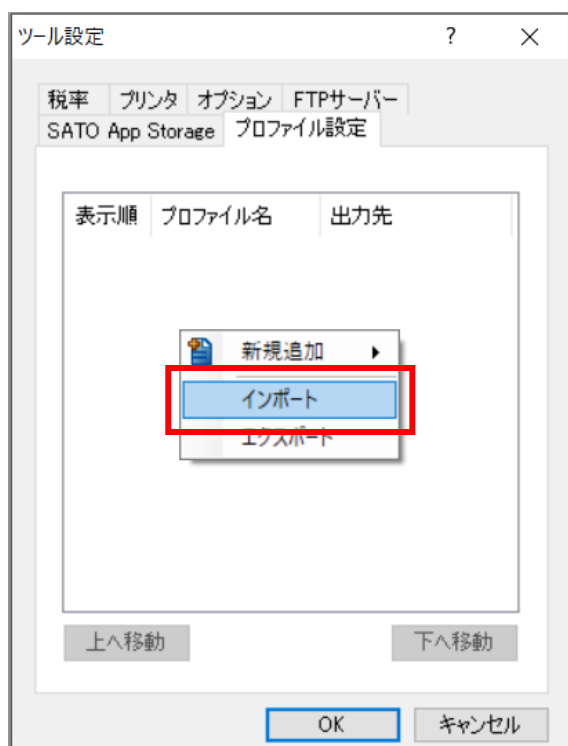 ツール設定
税率 プリンタ オプション FTPサーバー
SATO App Storage プロファイル設定
表示順 プロファイル名 出力先
新規追加
インポート
エクスポート
上へ移動 下へ移動
OK キャンセル